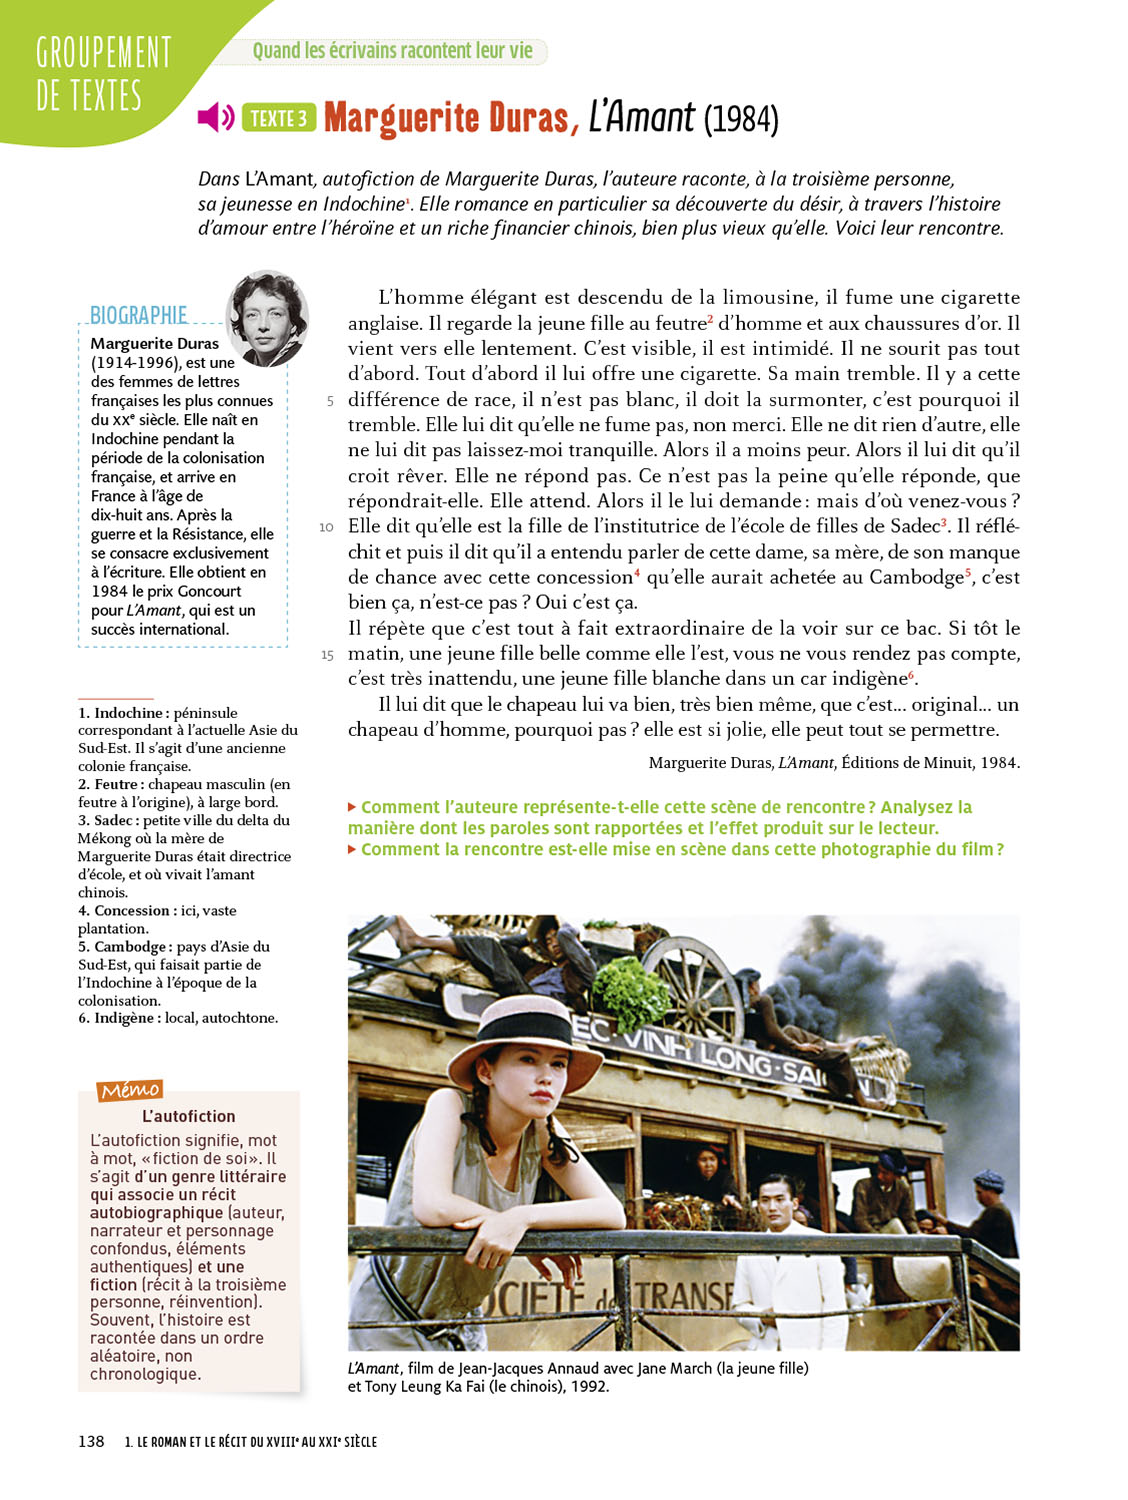 GROUPEMENT
DE TEXTES
Quand les écrivains racontent leur vie
TEXTE 3 Marguerite Duras, L’Amant (1984)
Dans L’Amant, autofiction de Marguerite Duras, l’auteure raconte, à la troisième personne,
sa jeunesse en Indochine1. Elle romance en particulier sa découverte du désir, à travers l’histoire
d’amour entre l’héroïne et un riche financier chinois, bien plus vieux qu’elle. Voici leur rencontre.
BIOGRAPHIE
Marguerite Duras
(1914-1996), est une
des femmes de lettres
françaises les plus connues
du XXe siècle. Elle naît en
Indochine pendant la
période de la colonisation
française, et arrive en
France à l’âge de
dix-huit ans. Après la
guerre et la Résistance, elle
se consacre exclusivement
à l’écriture. Elle obtient en
1984 le prix Goncourt
pour L’Amant, qui est un
succès international.
1. Indochine : péninsule
correspondant à l’actuelle Asie du
Sud-Est. Il s’agit d’une ancienne
colonie française.
2. Feutre : chapeau masculin (en
feutre à l’origine), à large bord.
3. Sadec : petite ville du delta du
Mékong où la mère de
Marguerite Duras était directrice
d’école, et où vivait l’amant
chinois.
4. Concession : ici, vaste
plantation.
5. Cambodge : pays d’Asie du
Sud-Est, qui faisait partie de
l’Indochine à l’époque de la
colonisation.
6. Indigène : local, autochtone.
Mémo
L’autofiction
L’autofiction signifie, mot
à mot, « fiction de soi ». Il
s’agit d’un genre littéraire
qui associe un récit
autobiographique (auteur,
narrateur et personnage
confondus, éléments
authentiques) et une
fiction (récit à la troisième
personne, réinvention).
Souvent, l’histoire est
racontée dans un ordre
aléatoire, non
chronologique.
L’homme élégant est descendu de la limousine, il fume une cigarette
anglaise. Il regarde la jeune fille au feutre2 d’homme et aux chaussures d’or. Il
vient vers elle lentement. C’est visible, il est intimidé. Il ne sourit pas tout
d’abord. Tout d’abord il lui offre une cigarette. Sa main tremble. Il y a cette
5 différence de race, il n’est pas blanc, il doit la surmonter, c’est pourquoi il
tremble. Elle lui dit qu’elle ne fume pas, non merci. Elle ne dit rien d’autre, elle
ne lui dit pas laissez-moi tranquille. Alors il a moins peur. Alors il lui dit qu’il
croit rêver. Elle ne répond pas. Ce n’est pas la peine qu’elle réponde, que
répondrait-elle. Elle attend. Alors il le lui demande : mais d’où venez-vous ?
10 Elle dit qu’elle est la fille de l’institutrice de l’école de filles de Sadec3. Il réflé-
chit et puis il dit qu’il a entendu parler de cette dame, sa mère, de son manque
de chance avec cette concession4 qu’elle aurait achetée au Cambodge5, c’est
bien ça, n’est-ce pas ? Oui c’est ça.
Il répète que c’est tout à fait extraordinaire de la voir sur ce bac. Si tôt le
15 matin, une jeune fille belle comme elle l’est, vous ne vous rendez pas compte,
c’est très inattendu, une jeune fille blanche dans un car indigène6.
Il lui dit que le chapeau lui va bien, très bien même, que c’est… original… un
chapeau d’homme, pourquoi pas ? elle est si jolie, elle peut tout se permettre.
Marguerite Duras, L’Amant, Éditions de Minuit, 1984.
Comment l’auteure représente-t-elle cette scène de rencontre ? Analysez la
manière dont les paroles sont rapportées et l’effet produit sur le lecteur.
Comment la rencontre est-elle mise en scène dans cette photographie du film ?
EC·VINH LONG·SAI
SOCIÉTÉ de TRANSP
L’Amant, film de Jean-Jacques Annaud avec Jane March (la jeune fille)
et Tony Leung Ka Fai (le chinois), 1992.
138 1. LE ROMAN ET LE RÉCIT DU XVIIIe AU XXIe SIÈCLE